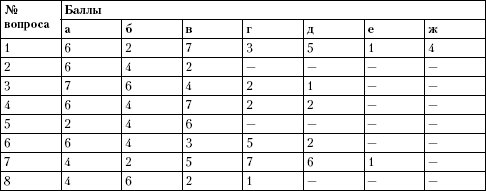 № вопроса Баллы
а б в г д е ж
1 6 2 7 3 5 1 4
2 6 4 2 — — — —
3 7 6 4 2 1 — —
4 6 4 7 2 2 — —
5 2 4 6 — — — —
6 6 4 3 5 2 — —
7 4 2 5 7 6 1 —
8 4 6 2 1 — — —